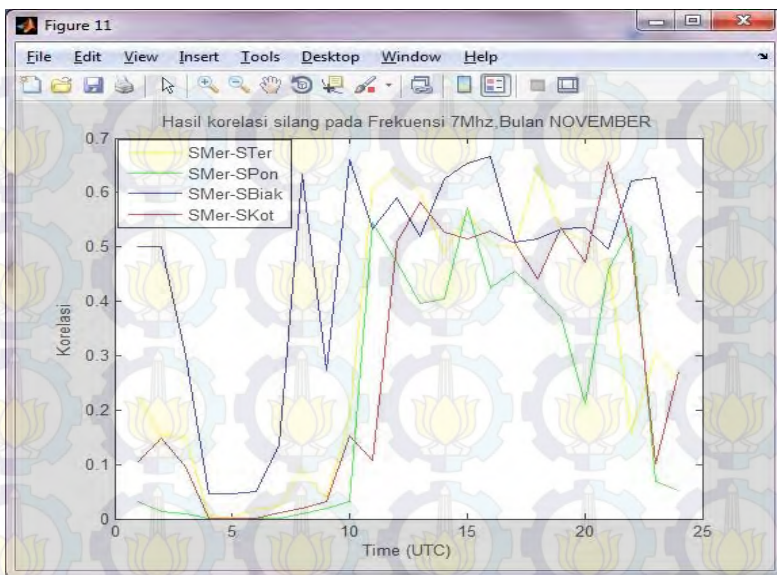 Figure 11
File Edit View Insert Tools Desktop Window Help
Hasil korelasi silang pada Frekuensi 7Mhz,Bulan NOVEMBER
SMer-STer
SMer-SPon
SMer-SBiak
SMer-SKot
0.7
0.6
0.5
0.4
0.3
0.2
0.1
0
Korelasi
0 5 10 15 20 25
Time (UTC)